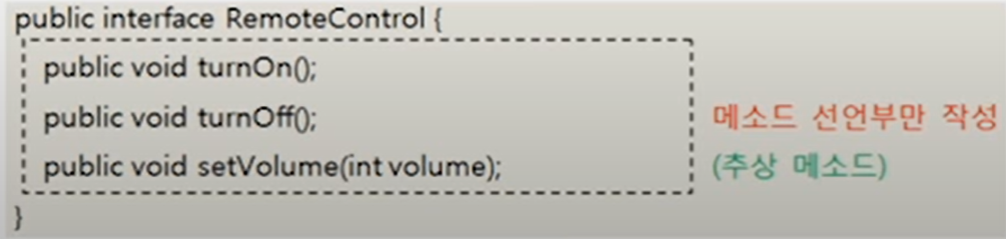 public interface RemoteControl {
public void turnOn();
public void turnOff();
public void setVolume(int volume);
메소드 선언부만 작성
(추상 메소드)
}